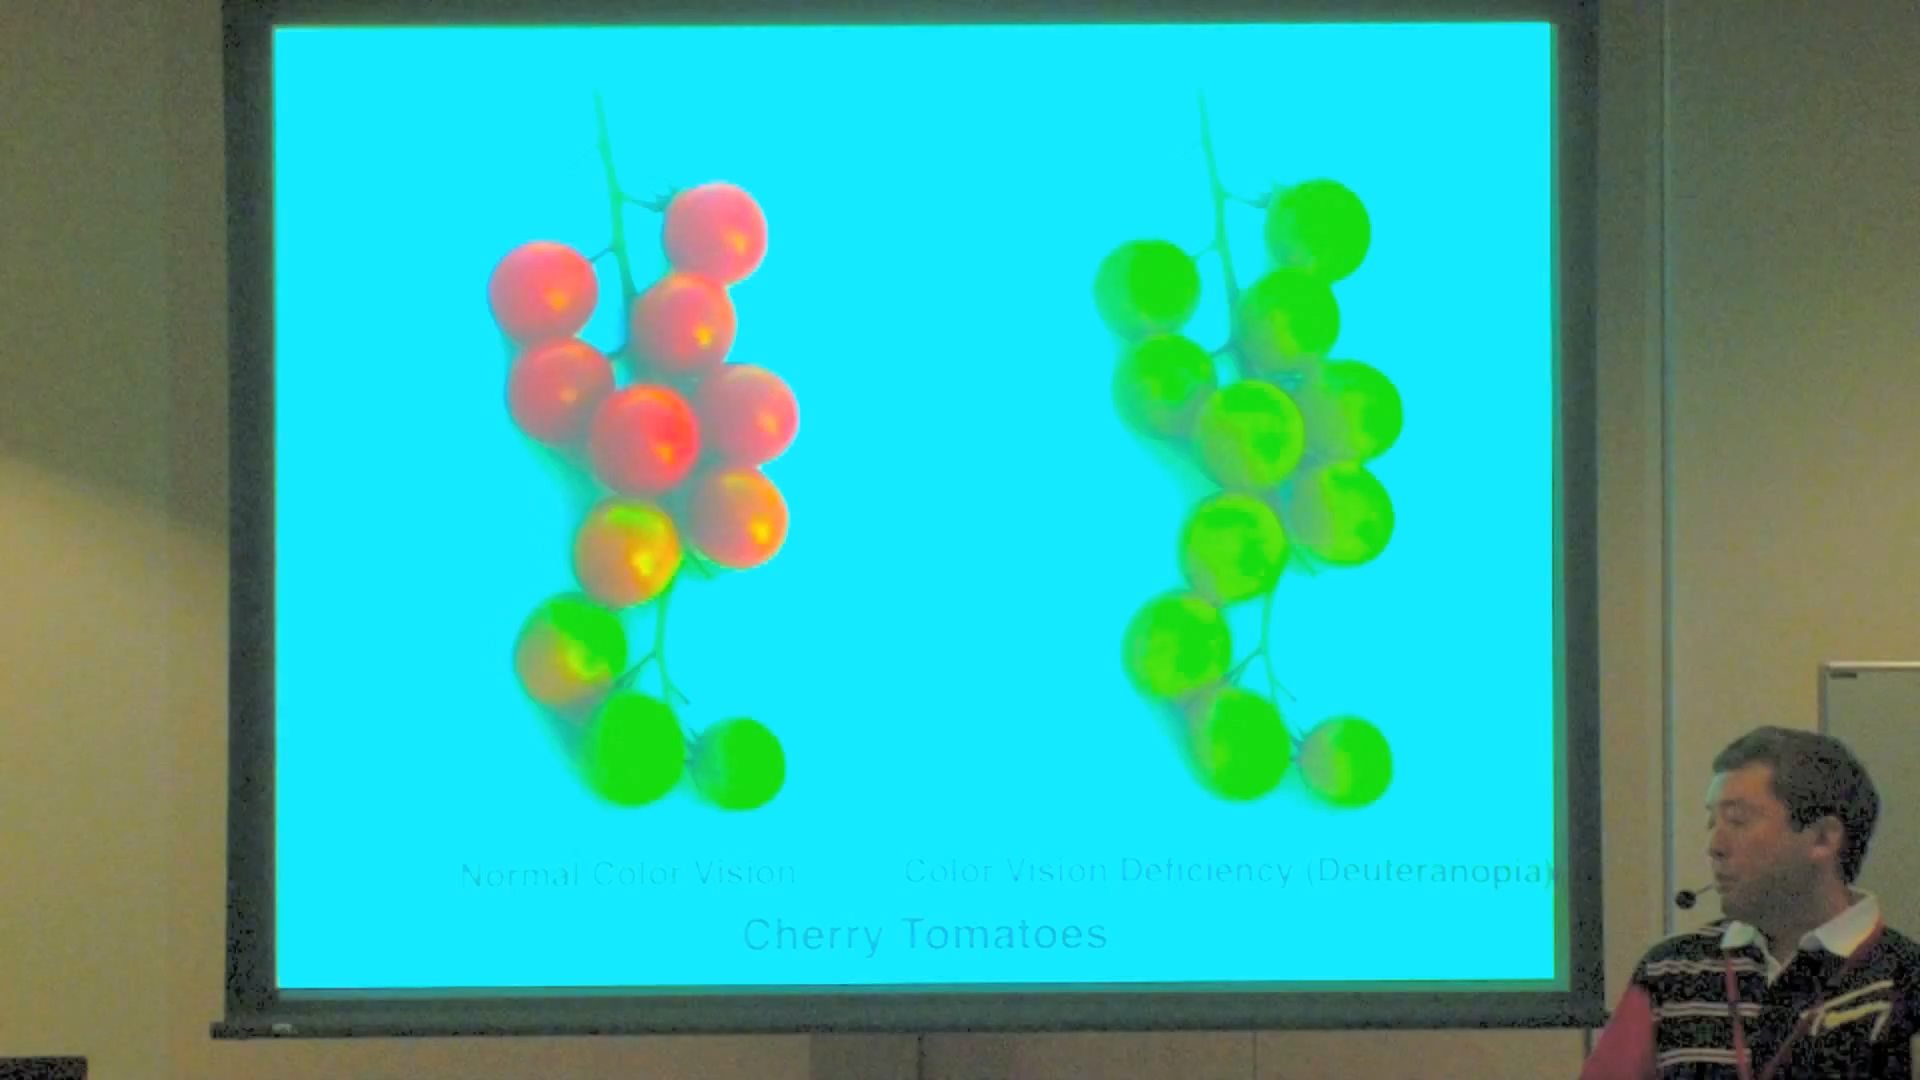 Normal Color Vision
Color Vision Deficiency (Deuteranopia)
Cherry Tomatoes